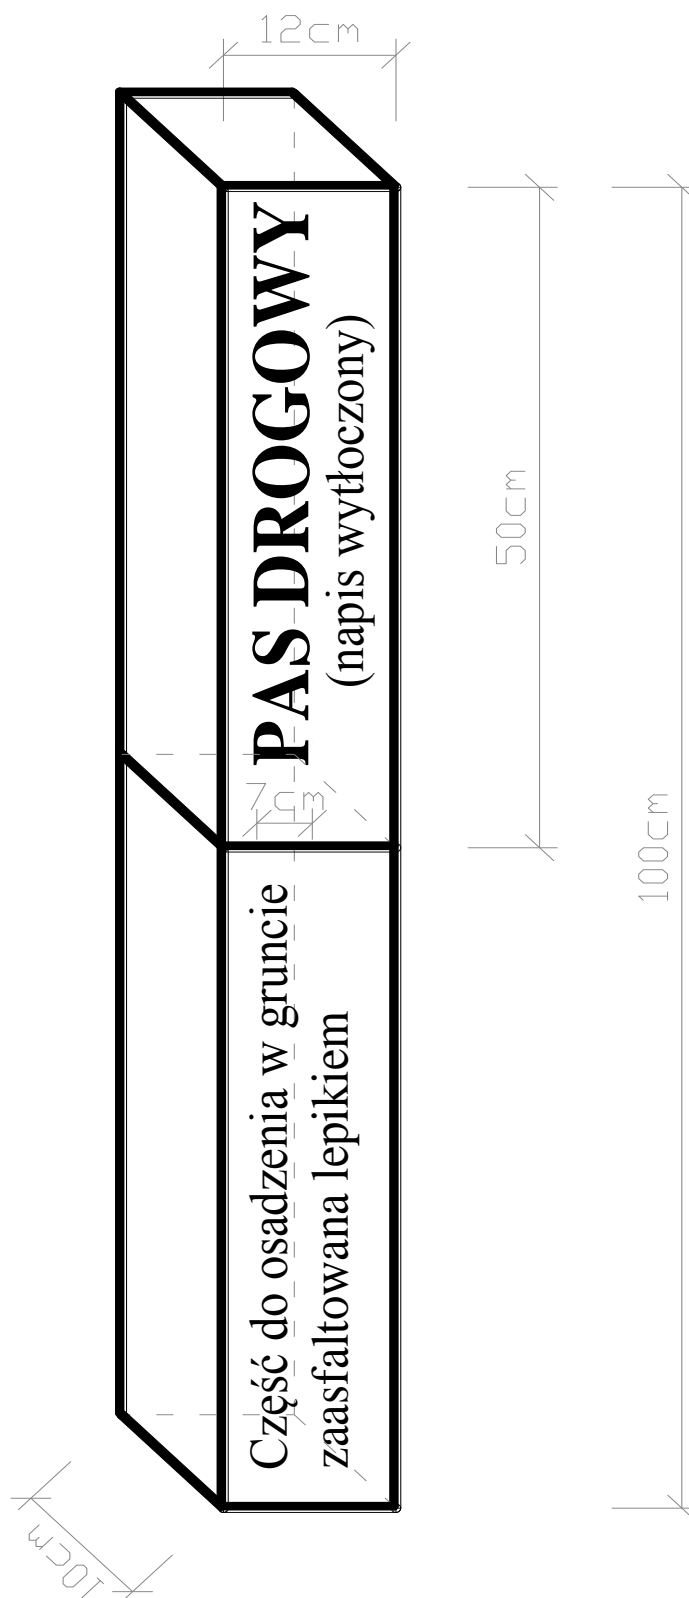 12cm
PAS DROGOWY
(napis wytłoczony)
50cm
7cm
100cm
Część do osadzenia w gruncie
zaasfaltowana lepikiem
10cm